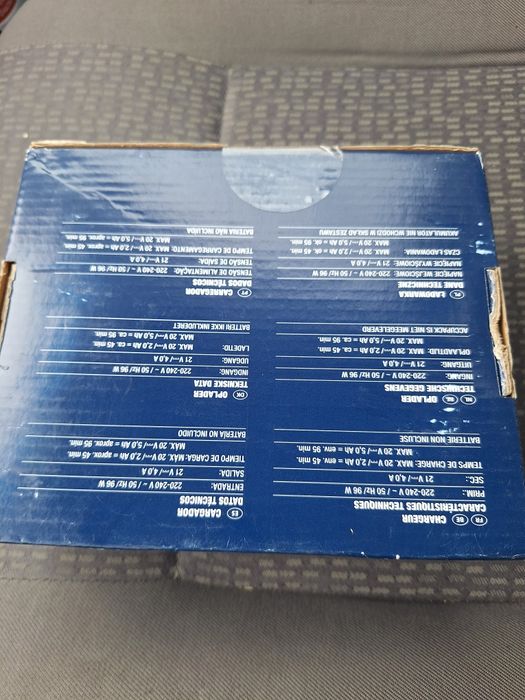 FR BE CHARGEUR
CARACTÉRISTIQUES TECHNIQUES
PRIM.: 220-240 V ~ / 50 Hz 96 W
SEC.: 21 V⎓/ 4,0 A
TEMPS DE CHARGE: MAX. 20 V⎓/ 2,0 Ah = env. 45 min.
MAX. 20 V⎓/ 5,0 Ah = env. 95 min.
BATTERIE NON INCLUSE
ES CARGADOR
DATOS TÉCNICOS
ENTRADA: 220-240 V ~ / 50 Hz 96 W
SALIDA: 21 V⎓/ 4,0 A
TIEMPO DE CARGA: MÁX. 20 V⎓/ 2,0 Ah = aprox. 45 min.
MÁX. 20 V⎓/ 5,0 Ah = aprox. 95 min.
BATERÍA NO INCLUIDO
NL BE OPLADER
TECHNISCHE GEGEVENS
INGANG: 220-240 V ~ / 50 Hz 96 W
UITGANG: 21 V⎓/ 4,0 A
OPLAADTIJD: MAX. 20 V⎓/ 2,0 Ah = ca. 45 min.
MAX. 20 V⎓/ 5,0 Ah = ca. 95 min.
ACCUPACK IS NIET MEEGELEVERD
DK OPLADER
TEKNISKE DATA
INDGANG: 220-240 V ~ / 50 Hz 96 W
UDGANG: 21 V⎓/ 4,0 A
LADETID: MAX. 20 V⎓/ 2,0 Ah = ca. 45 min.
MAX. 20 V⎓/ 5,0 Ah = ca. 95 min.
BATTERI IKKE INKLUDERET
PL ŁADOWARKA
DANE TECHNICZNE
NAPIĘCIE WEJŚCIOWE: 220-240 V ~ / 50 Hz 96 W
NAPIĘCIE WYJŚCIOWE: 21 V⎓/ 4,0 A
CZAS ŁADOWANIA: MAX. 20 V⎓/ 2,0 Ah = ok. 45 min.
MAX. 20 V⎓/ 5,0 Ah = ok. 95 min.
AKUMULATOR NIE WCHODZI W SKŁAD ZESTAWU
PT CARREGADOR
DADOS TÉCNICOS
TENSÃO DE ALIMENTAÇÃO: 220-240 V ~ / 50 Hz 96 W
TENSÃO DE SAÍDA: 21 V⎓/ 4,0 A
TEMPO DE CARREGAMENTO: MAX. 20 V⎓/ 2,0 Ah = aprox. 45 min.
MAX. 20 V⎓/ 5,0 Ah = aprox. 95 min.
BATERIA NÃO INCLUÍDA